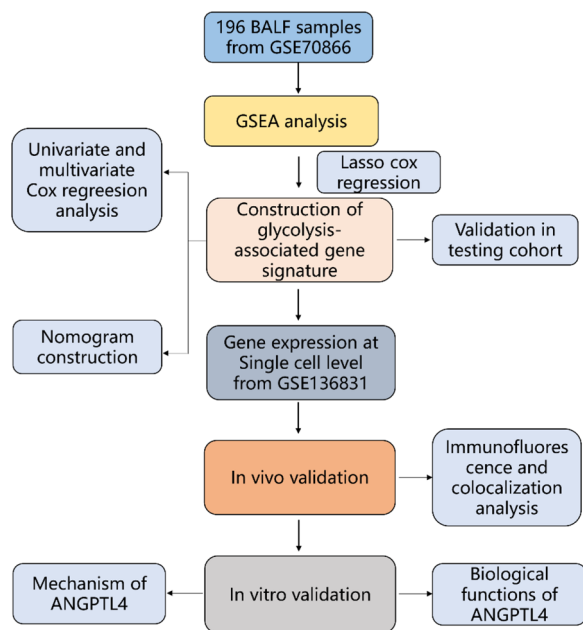 196 BALF samples
from GSE70866
GSEA analysis
Lasso cox
regression
Univariate and
multivariate
Cox regreesion
analysis
Construction of
glycolysis-
associated gene
signature
Validation in
testing cohort
Nomogram
construction
Gene expression at
Single cell level
from GSE136831
In vivo validation
Immunofluores
cence and
colocalization
analysis
Mechanism of
ANGPTL4
In vitro validation
Biological
functions of
ANGPTL4